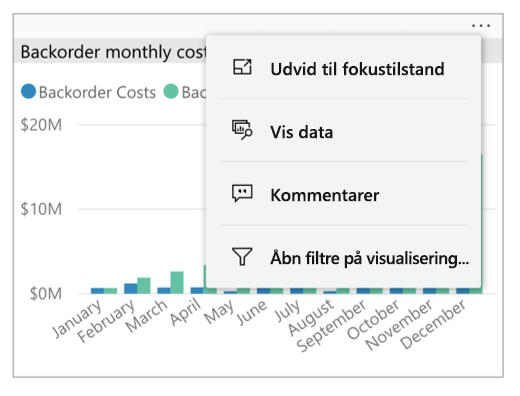 ...
Backorder monthly cost
Backorder Costs
$20M
$10M
$0M
January
February
March
April
May
June
July
August
September
October
November
December
Udvid til fokustilstand
Vis data
Kommentarer
Åbn filtre på visualisering...